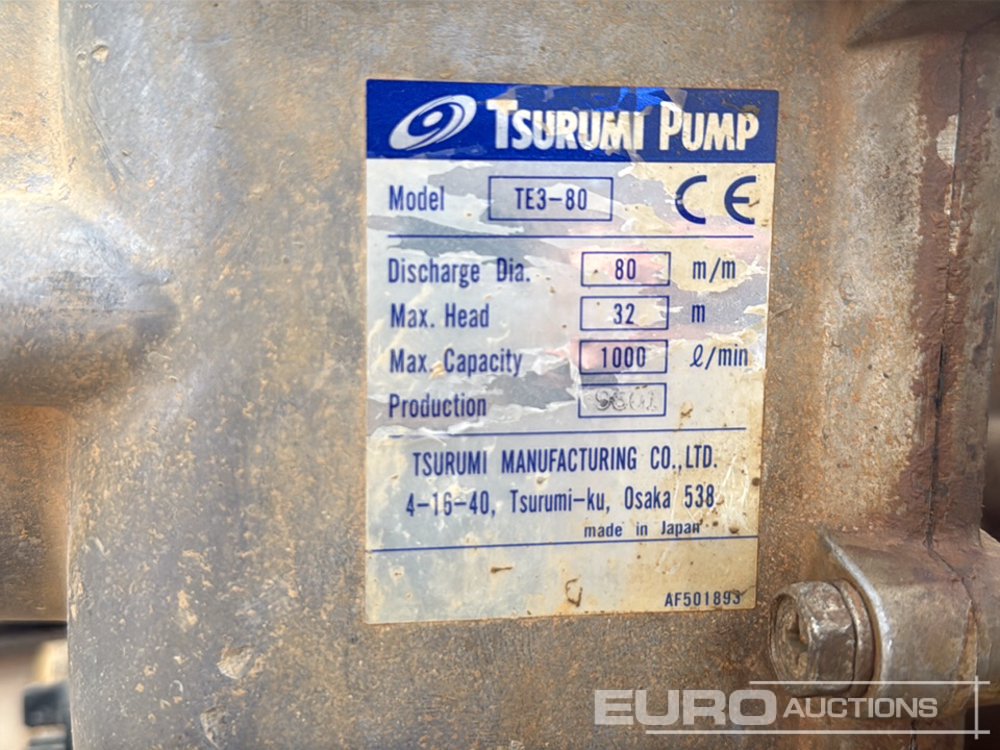 TSURUMI PUMP
Model TE3-80 CE
Discharge Dia. 80 m/m
Max. Head 32 m
Max. Capacity 1000 ℓ/min
Production
TSURUMI MANUFACTURING CO.,LTD.
4-16-40, Tsurumi-ku, Osaka 538
made in Japan
AF501893
EURO AUCTIONS